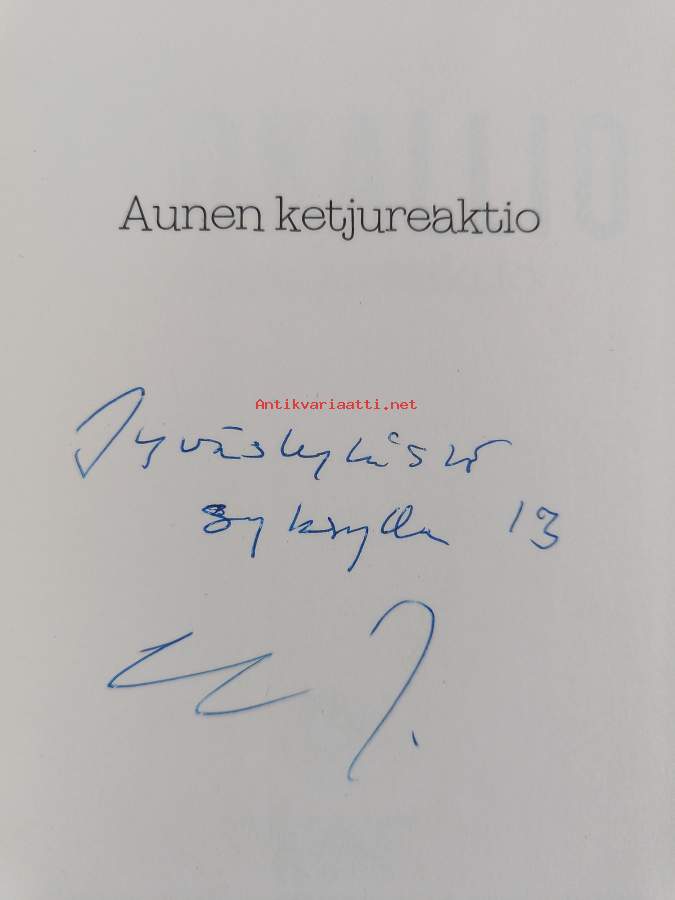 Aunen ketjureaktio
Antikvariaatti.net
Jyväskylässä
syksyllä 13